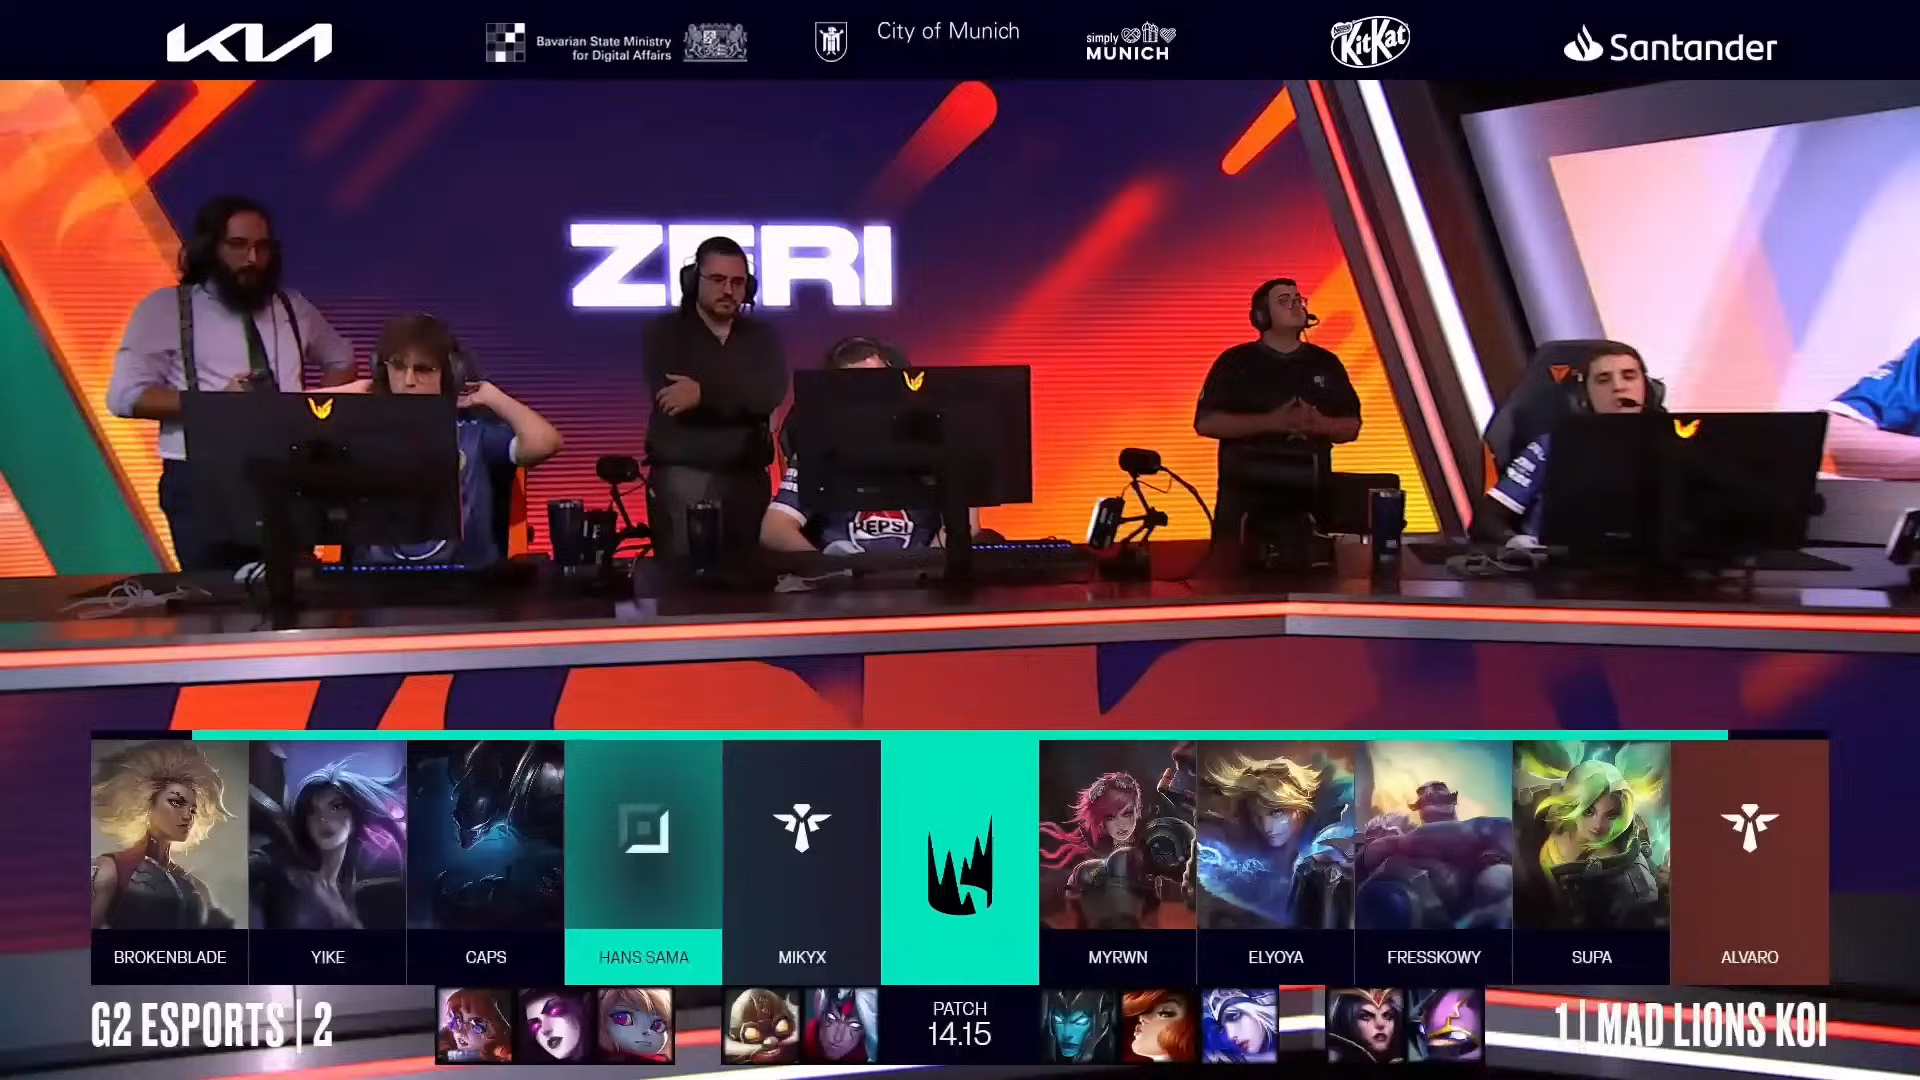 KIA
Bavarian State Ministry
for Digital Affairs
City of Munich
simply
MUNICH
KitKat
Santander
ZERI
PEPSI
BROKENBLADE
YIKE
CAPS
HANS SAMA
MIKYX
MYRWN
ELYOYA
FRESSKOWY
SUPA
ALVARO
G2 ESPORTS | 2
PATCH
14.15
1 | MAD LIONS KOI